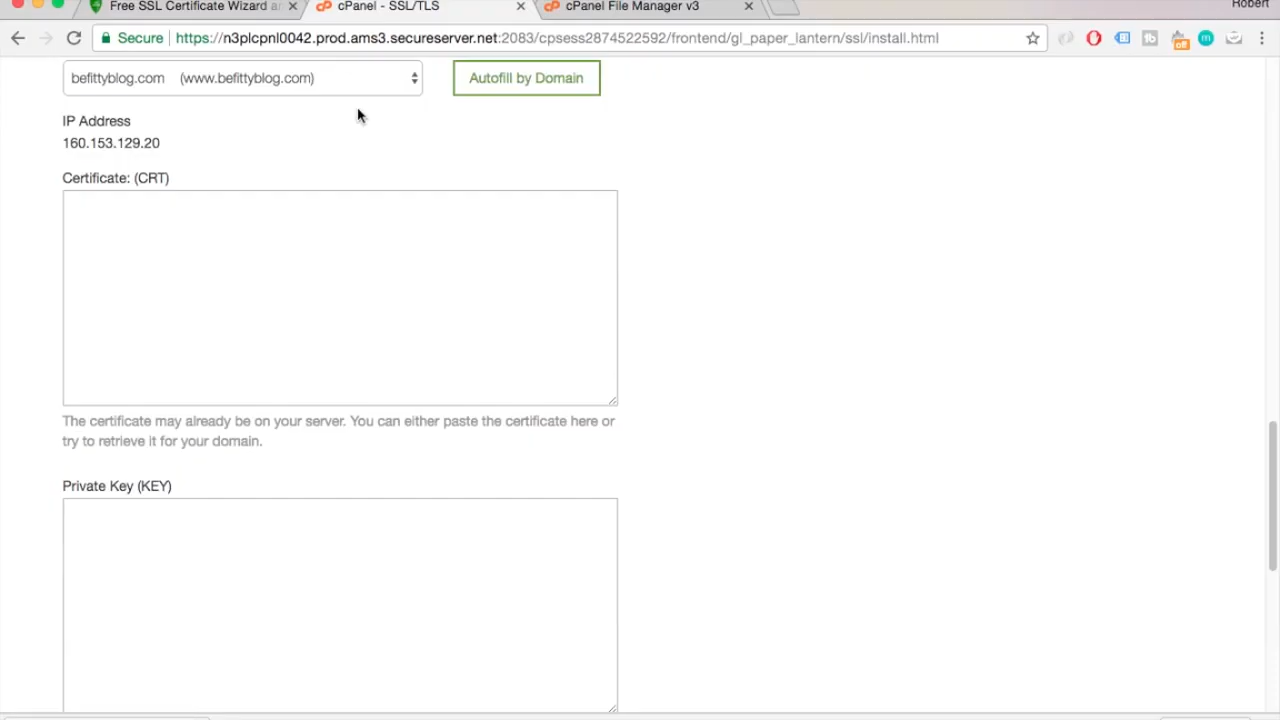 Free SSL Certificate Wizard a
cPanel - SSL/TLS
cPanel File Manager v3
Robert
Secure
https://n3plcpnl0042.prod.ams3.secureserver.net:2083/cpsess2874522592/frontend/gl_paper_lantern/ssl/install.html
off
befittyblog.com (www.befittyblog.com)
Autofill by Domain
IP Address
160.153.129.20
Certificate: (CRT)
The certificate may already be on your server. You can either paste the certificate here or
try to retrieve it for your domain.
Private Key (KEY)